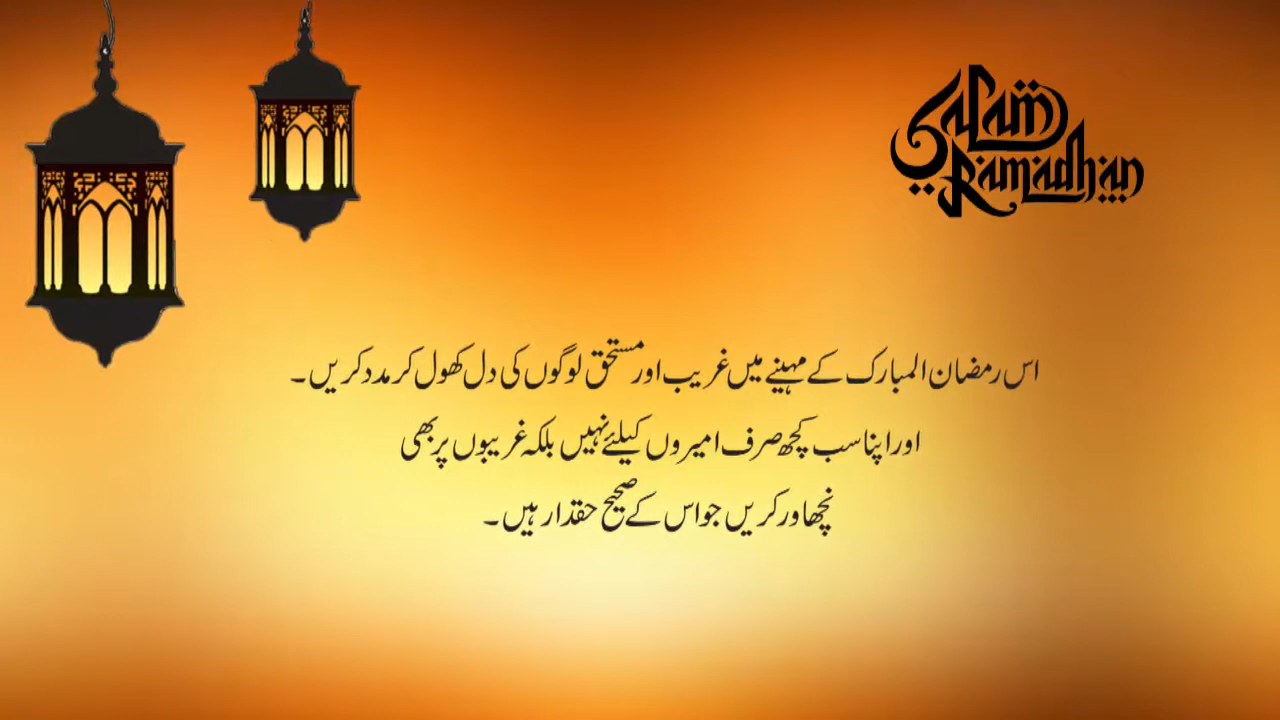 Salam
Ramadhan
اس رمضان المبارک کے مہینے میں غریب اور مستحق لوگوں کی دل کھول کر مدد کریں۔
اور اپنا سب کچھ صرف امیروں کیلئے نہیں بلکہ غریبوں پر بھی
نچھاور کریں جو اس کے صحیح حقدار ہیں۔